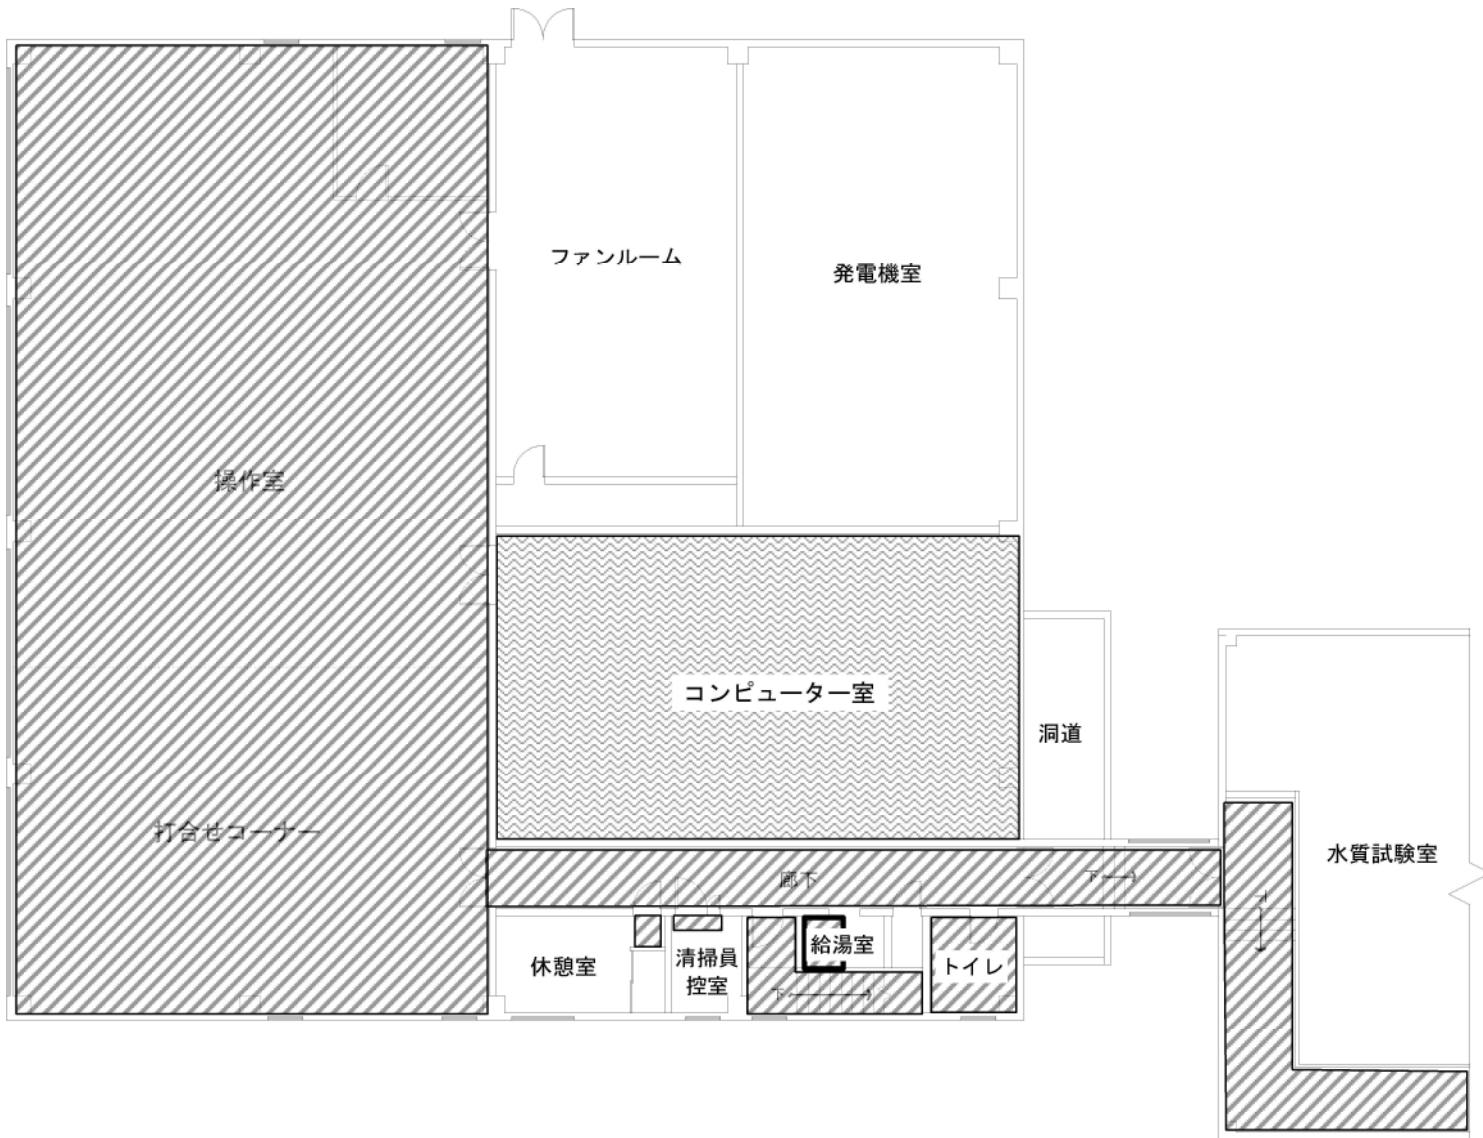 ファンルーム
発電機室
操作室
コンピューター室
洞道
打合せコーナー
水質試験室
廊下
下
下
給湯室
休憩室
清掃員
控室
トイレ
下